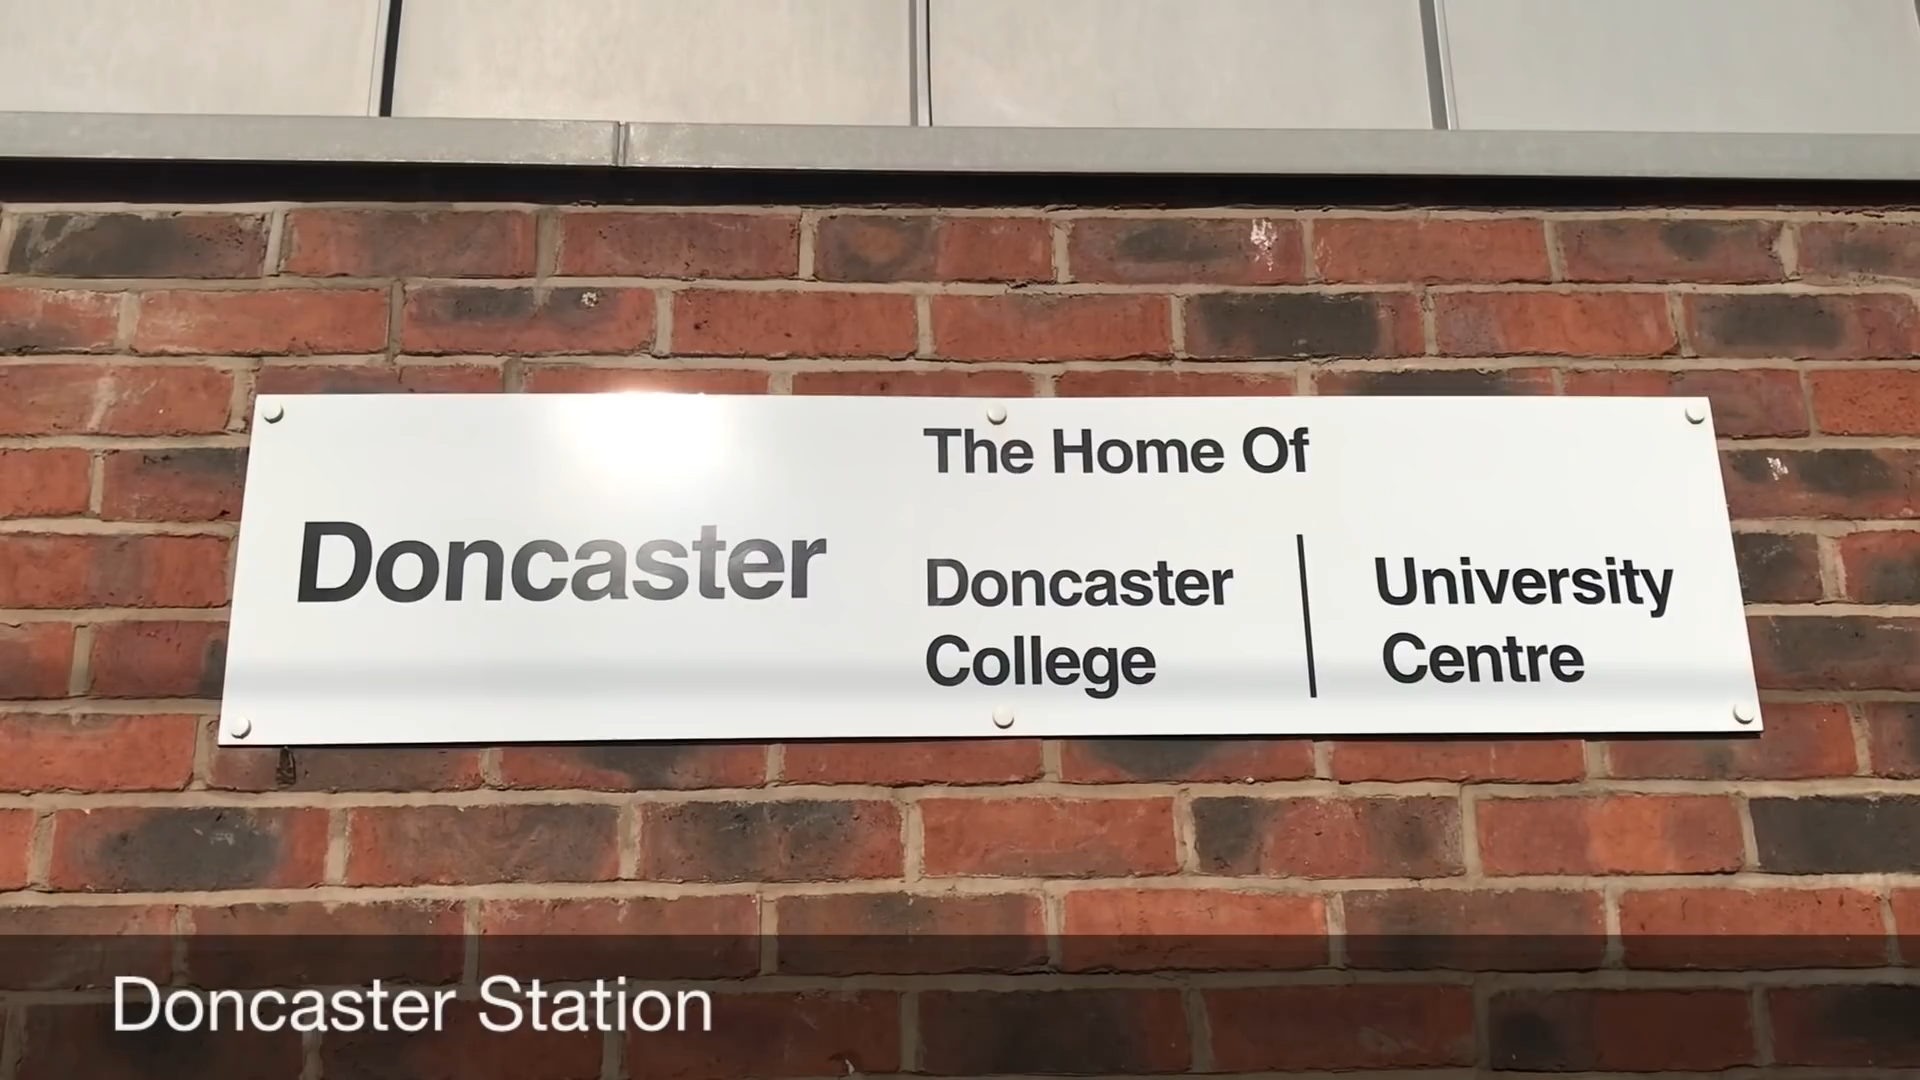 Doncaster
The Home Of
Doncaster
College
University
Centre
Doncaster Station